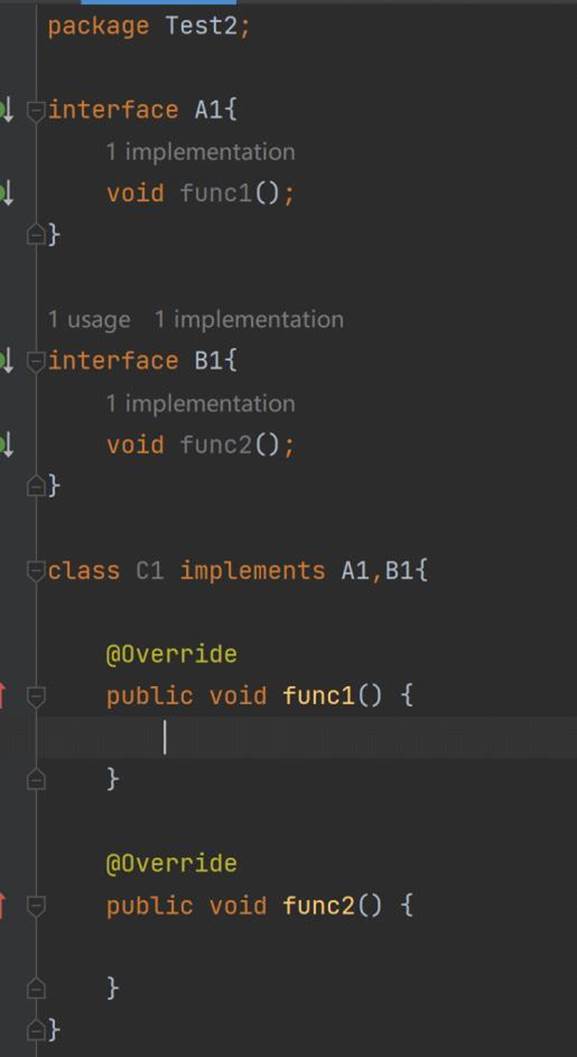 package Test2;
interface A1{
1 implementation
void func1();
}
1 usage   1 implementation
interface B1{
1 implementation
void func2();
}
class C1 implements A1,B1{
@Override
public void func1() {
}
@Override
public void func2() {
}
}